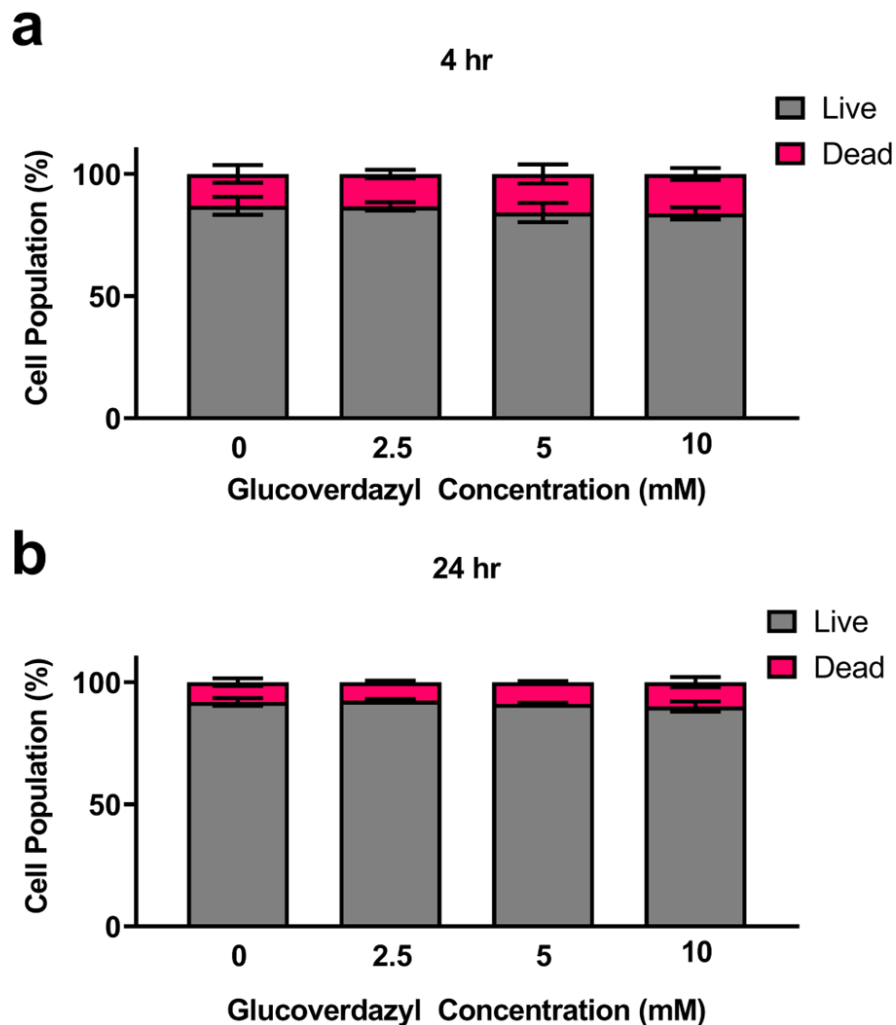 a
4 hr
Live
Dead
Cell Population (%)
100
50
0
0 2.5 5 10
Glucoverdazyl Concentration (mM)
b
24 hr
Live
Dead
Cell Population (%)
100
50
0
0 2.5 5 10
Glucoverdazyl Concentration (mM)